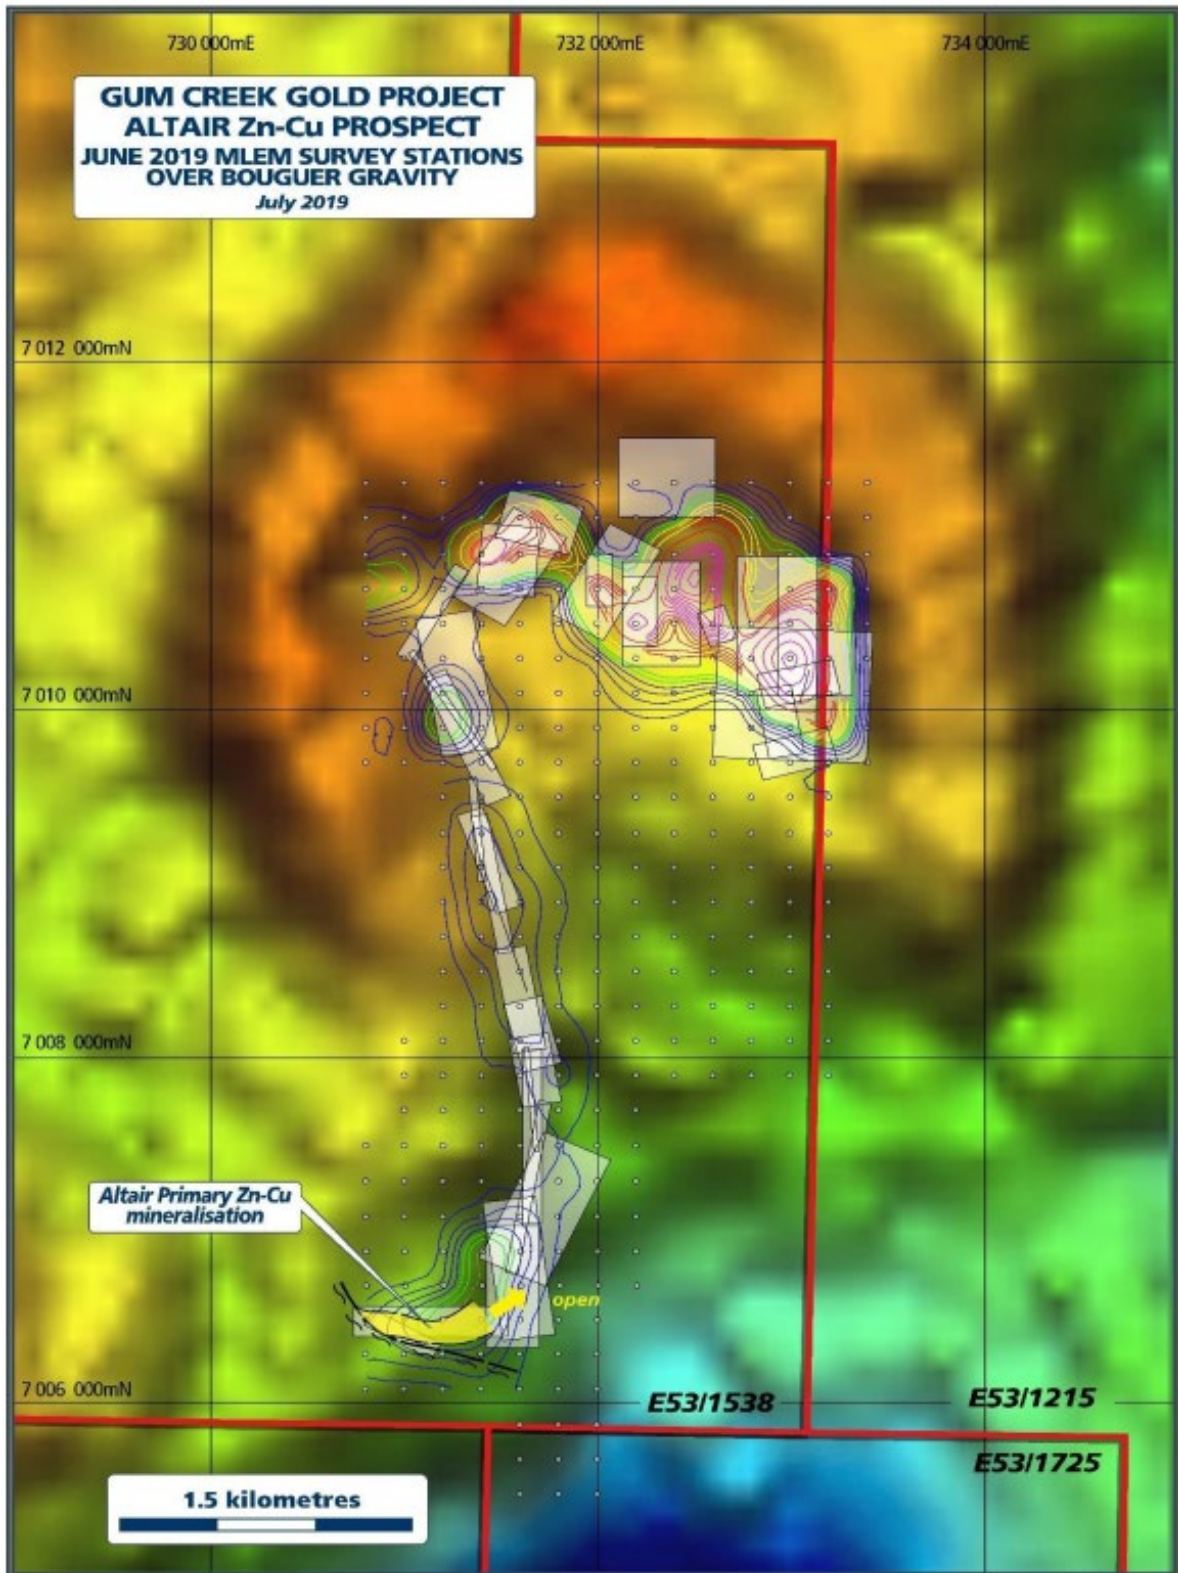 730 000mE
732 000mE
734 000mE
GUM CREEK GOLD PROJECT
ALTAIR Zn-Cu PROSPECT
JUNE 2019 MLEM SURVEY STATIONS
OVER BOUGUER GRAVITY
July 2019
7 012 000mN
7 010 000mN
7 008 000mN
Altair Primary Zn-Cu
mineralisation
open
7 006 000mN
E53/1538
E53/1215
E53/1725
1.5 kilometres